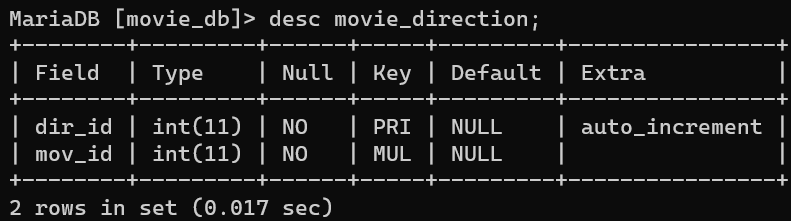 MariaDB [movie_db]> desc movie_direction;
+--------+---------+------+-----+---------+----------------+
| Field  | Type    | Null | Key | Default | Extra          |
+--------+---------+------+-----+---------+----------------+
| dir_id | int(11) | NO   | PRI | NULL    | auto_increment |
| mov_id | int(11) | NO   | MUL | NULL    |                |
+--------+---------+------+-----+---------+----------------+
2 rows in set (0.017 sec)